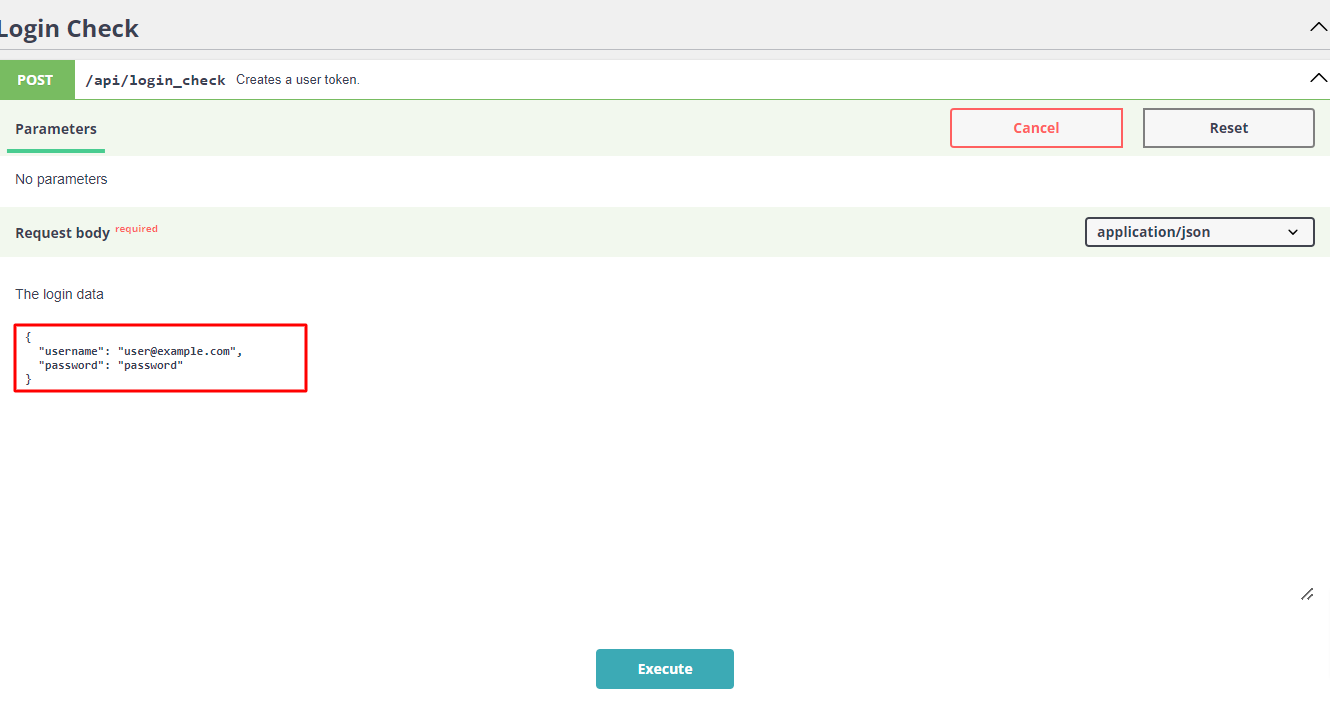 Login Check
POST /api/login_check Creates a user token.
Parameters Cancel Reset
No parameters
Request body required application/json
The login data
{
  "username": "user@example.com",
  "password": "password"
}
Execute